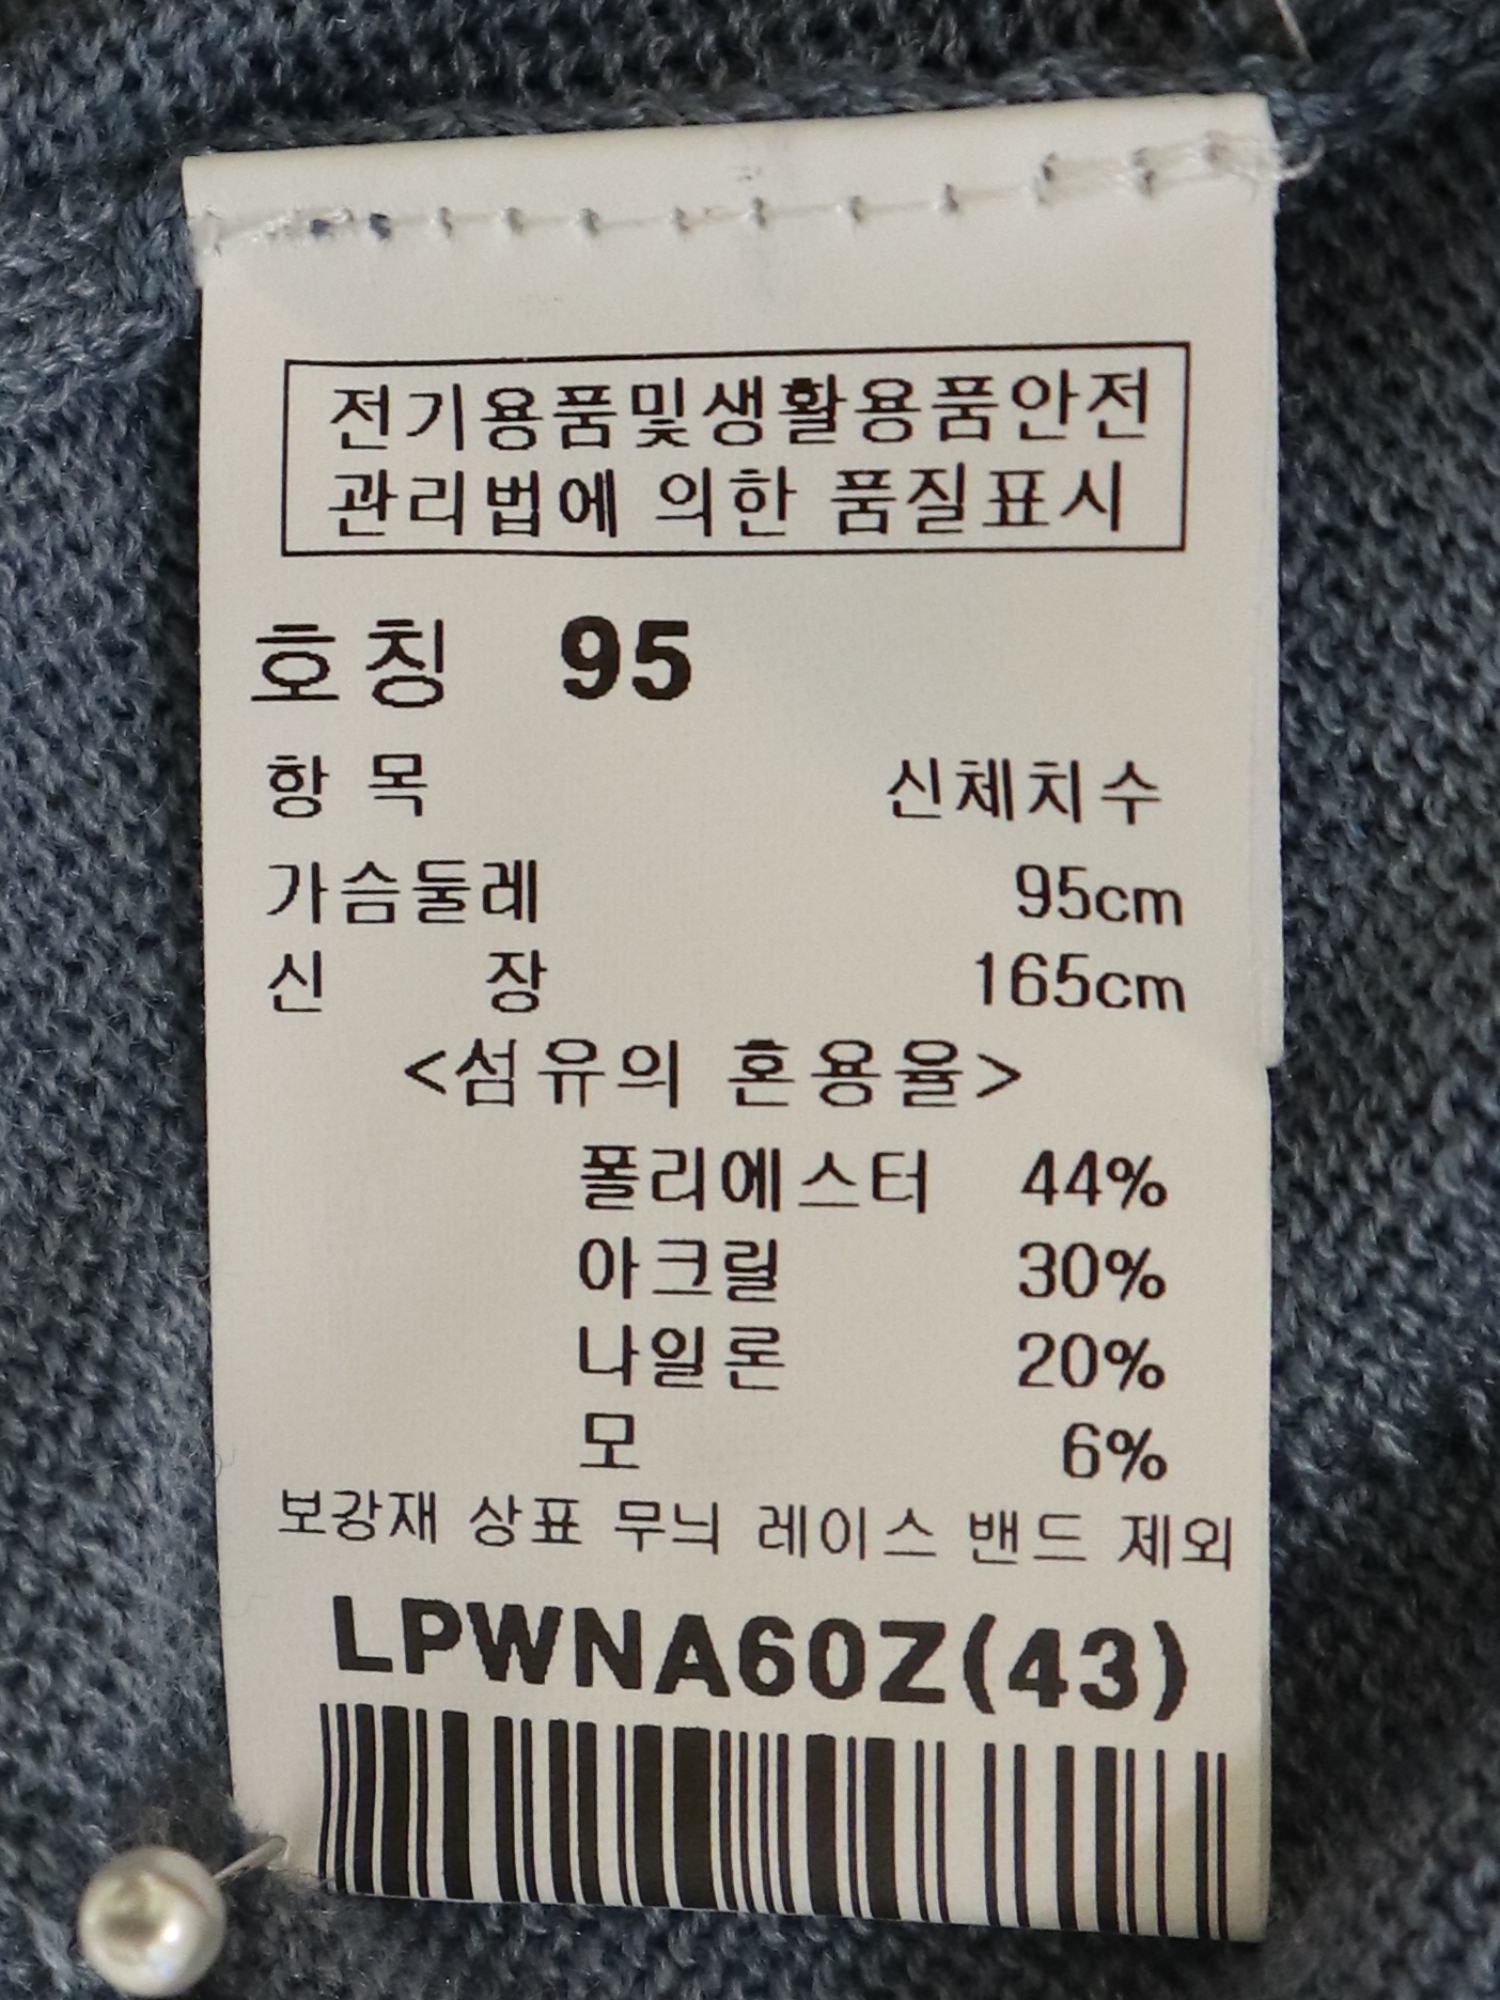 전기용품및생활용품안전
관리법에 의한 품질표시
호칭 95
항 목 신체치수
가슴둘레 95cm
신 장 165cm
<섬유의 혼용율>
폴리에스터 44%
아크릴 30%
나일론 20%
모 6%
보강재 상표 무늬 레이스 밴드 제외
LPWNA60Z(43)